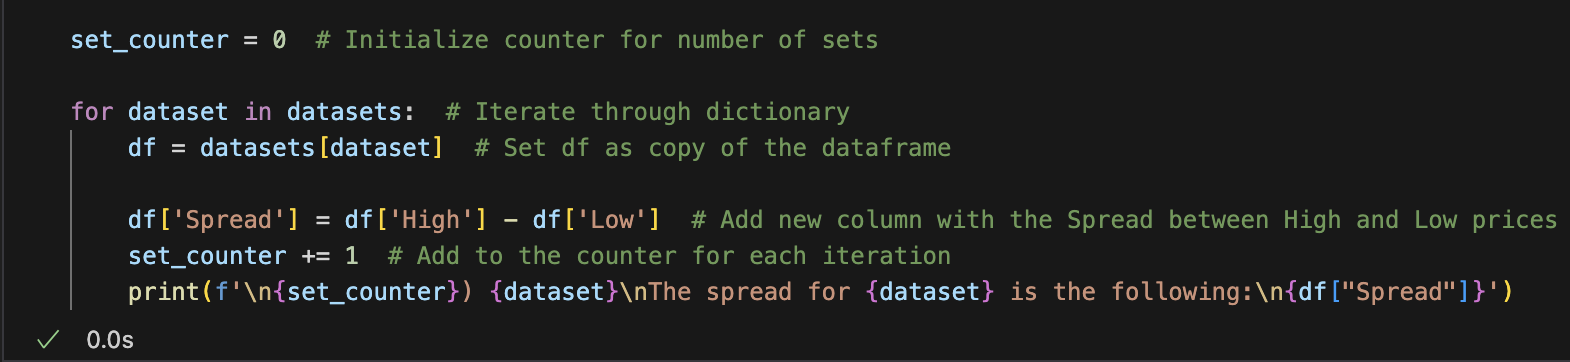 set_counter = 0  # Initialize counter for number of sets
for dataset in datasets:  # Iterate through dictionary
    df = datasets[dataset]  # Set df as copy of the dataframe
    df['Spread'] = df['High'] - df['Low']  # Add new column with the Spread between High and Low prices
    set_counter += 1  # Add to the counter for each iteration
    print(f'\n{set_counter}) {dataset}\nThe spread for {dataset} is the following:\n{df["Spread"]}')
✓ 0.0s